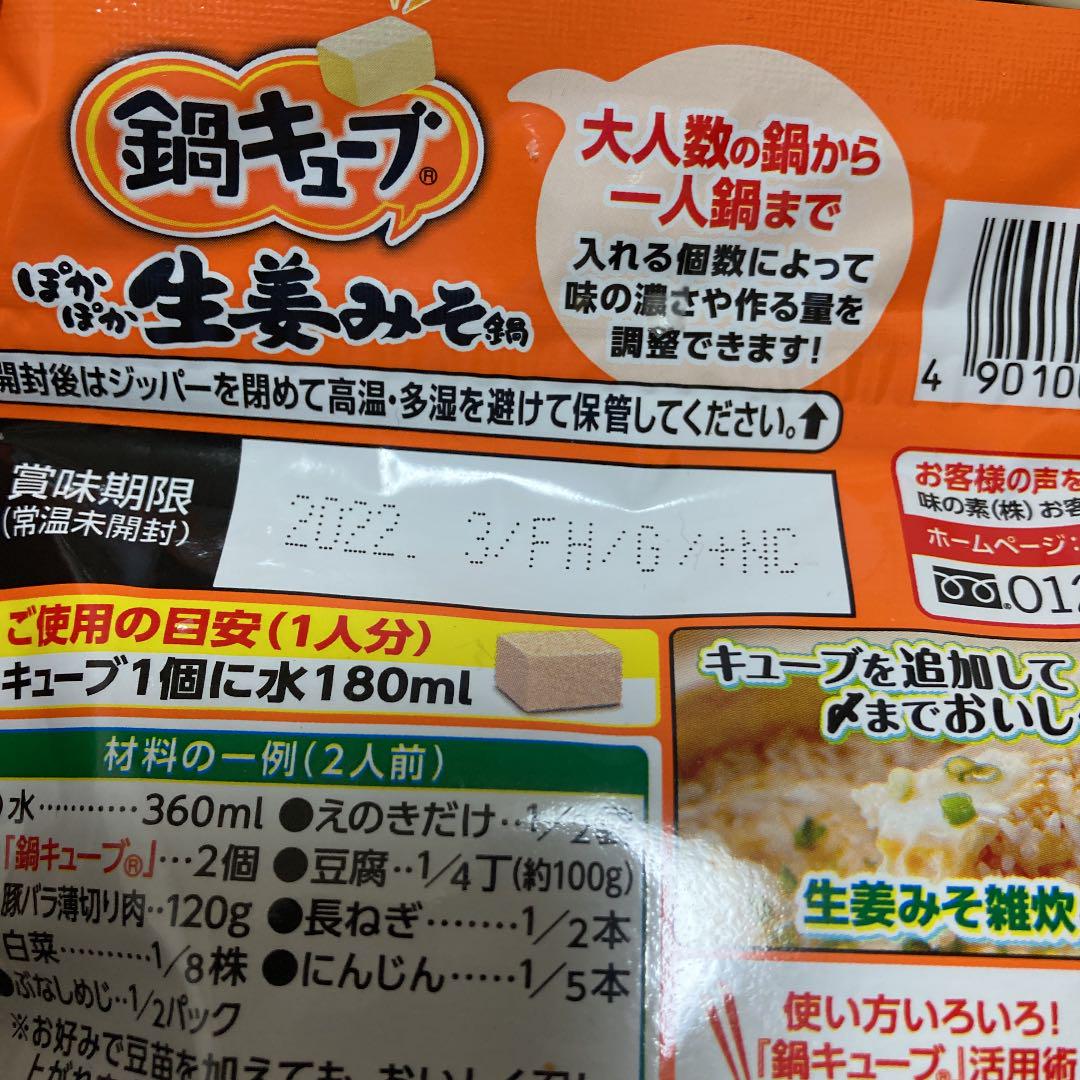 鍋キューブ®
ぽかぽか生姜みそ鍋
大人数の鍋から
一人鍋まで
入れる個数によって
味の濃さや作る量を
調整できます!
開封後はジッパーを閉めて高温・多湿を避けて保管してください。↑
4 90100
賞味期限
(常温未開封)
2022. 3/FH/G
お客様の声を
味の素(株)お客
ホームページ:
012
ご使用の目安(1人分)
キューブ1個に水180ml
材料の一例(2人前)
水…………360ml
「鍋キューブ®」…2個
豚バラ薄切り肉‥120g
白菜…………1/8株
●ぶなしめじ‥1/2パック
●えのきだけ‥1/2
●豆腐‥1/4丁(約100g)
●長ねぎ………1/2本
●にんじん……1/5本
※お好みで豆苗を加えても、おいしく
キューブを追加して
〆までおいし
生姜みそ雑炊
使い方いろいろ!
「鍋キューブ®」活用術